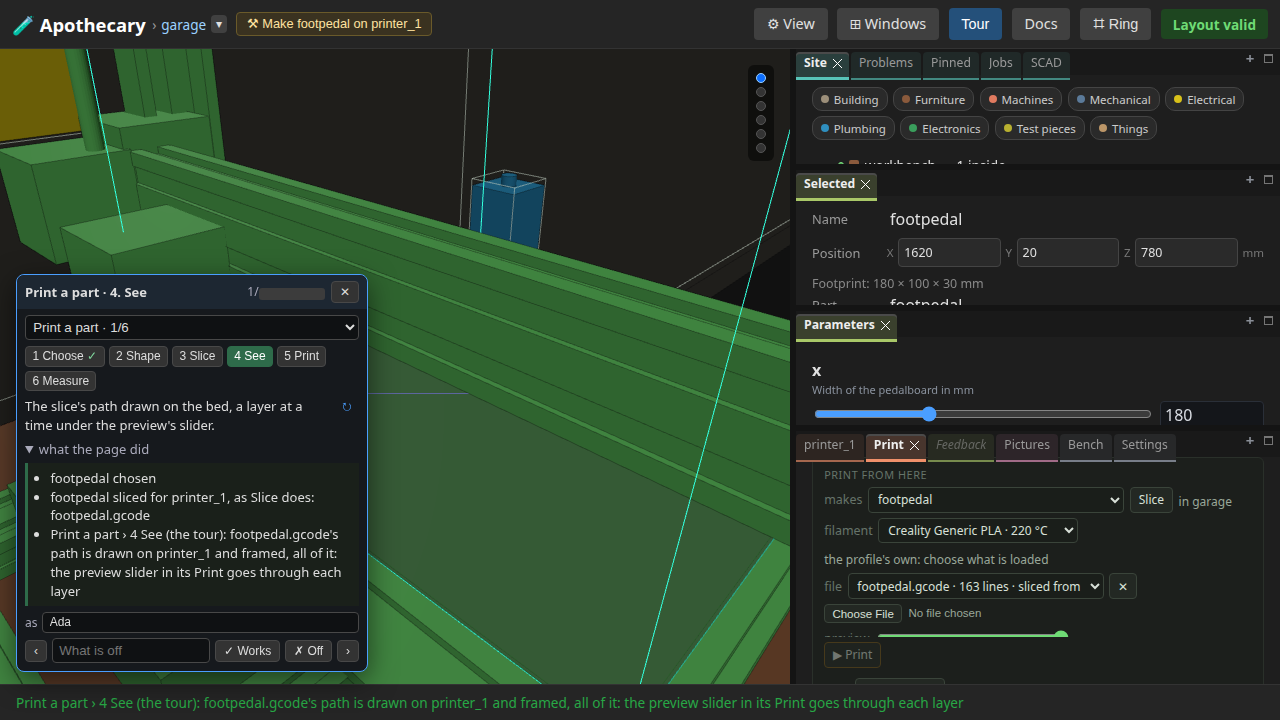 Apothecary › garage ▾ ⚒ Make footpedal on printer_1
⚙ View ⊞ Windows Tour Docs ⌗ Ring Layout valid
Site Problems Pinned Jobs SCAD
Building Furniture Machines Mechanical Electrical
Plumbing Electronics Test pieces Things
Selected
Name footpedal
Position X 1620 Y 20 Z 780 mm
Footprint: 180 × 100 × 30 mm
Parameters
x
Width of the pedalboard in mm
180
printer_1 Print Feedback Pictures Bench Settings
PRINT FROM HERE
makes footpedal Slice in garage
filament Creality Generic PLA · 220 °C
the profile's own: choose what is loaded
file footpedal.gcode · 163 lines · sliced from
Choose File No file chosen
▶ Print
Print a part · 4. See 1/
Print a part · 1/6
1 Choose ✓ 2 Shape 3 Slice 4 See 5 Print
6 Measure
The slice's path drawn on the bed, a layer at a
time under the preview's slider.
▼ what the page did
• footpedal chosen
• footpedal sliced for printer_1, as Slice does:
footpedal.gcode
• Print a part › 4 See (the tour): footpedal.gcode's
path is drawn on printer_1 and framed, all of it:
the preview slider in its Print goes through each
layer
as Ada
‹ What is off ✓ Works ✗ Off ›
Print a part › 4 See (the tour): footpedal.gcode's path is drawn on printer_1 and framed, all of it: the preview slider in its Print goes through each layer